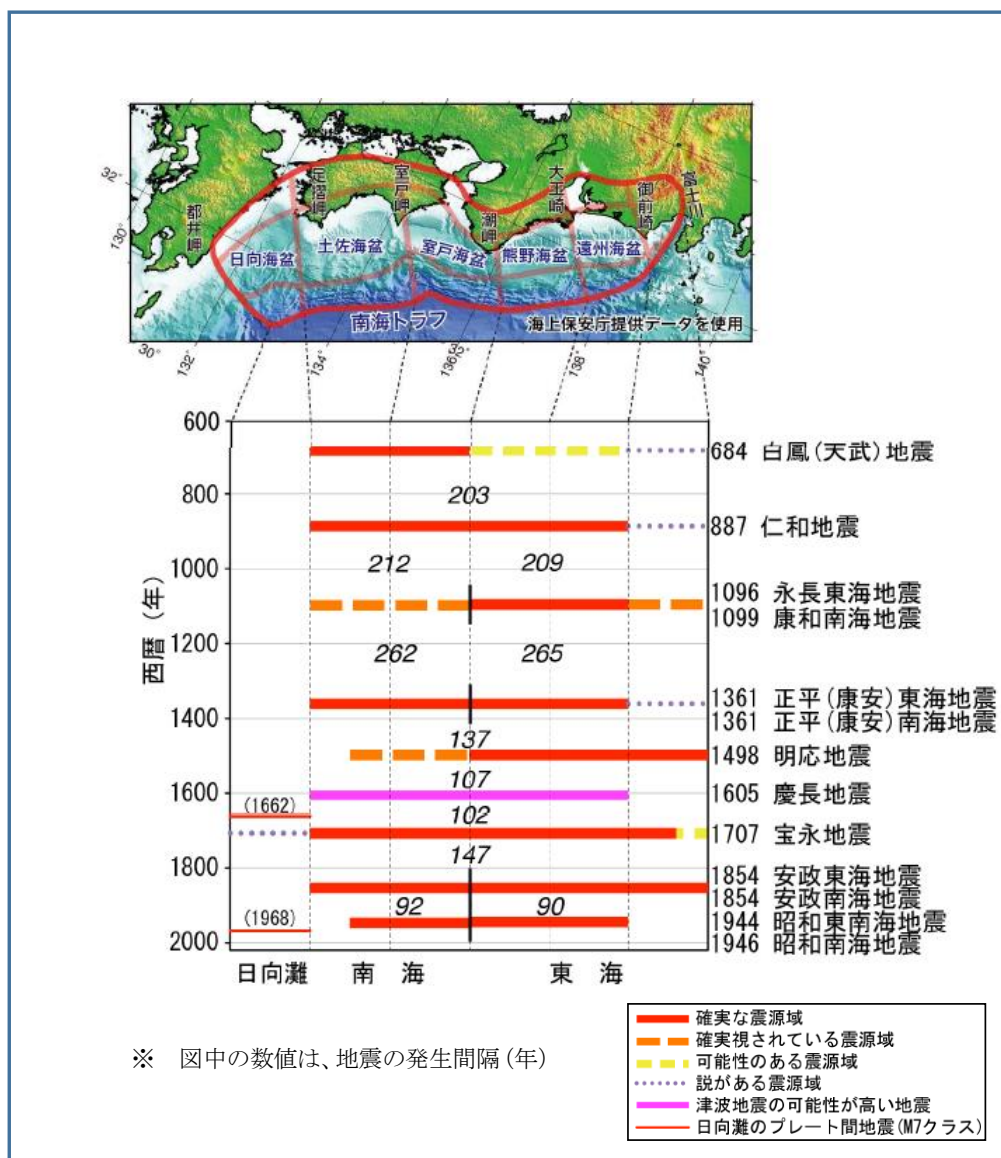 足摺岬
室戸岬
潮岬
大王崎
御前崎
富士川
都井岬
日向海盆
土佐海盆
室戸海盆
熊野海盆
遠州海盆
南海トラフ
海上保安庁提供データを使用
32°
130°
30°
132°
134°
136°
138°
140°
西暦(年)
600
800
1000
1200
1400
1600
1800
2000
684 白鳳(天武)地震
203
887 仁和地震
212
209
1096 永長東海地震
1099 康和南海地震
262
265
1361 正平(康安)東海地震
1361 正平(康安)南海地震
137
1498 明応地震
107
1605 慶長地震
(1662)
102
1707 宝永地震
147
1854 安政東海地震
1854 安政南海地震
92
90
(1968)
1944 昭和東南海地震
1946 昭和南海地震
日向灘 南 海 東 海
※ 図中の数値は、地震の発生間隔(年)
確実な震源域
確実視されている震源域
可能性のある震源域
説がある震源域
津波地震の可能性が高い地震
日向灘のプレート間地震(M7クラス)